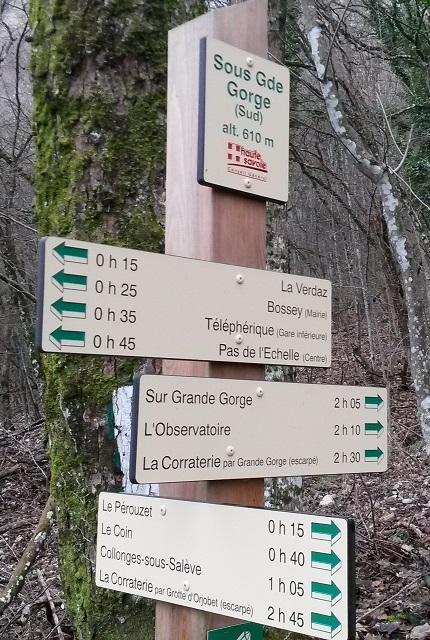 Sous Gde
Gorge
(Sud)
alt. 610 m
haute
savoie
Conseil Général
0 h 15 La Verdaz
0 h 25 Bossey (Mairie)
0 h 35 Téléphérique (Gare inférieure)
0 h 45 Pas de l'Echelle (Centre)
Sur Grande Gorge 2 h 05
L'Observatoire 2 h 10
La Corraterie par Grande Gorge (escarpé) 2 h 30
Le Pérouzet 0 h 15
Le Coin 0 h 40
Collonges-sous-Salève 1 h 05
La Corraterie par Grotte d'Orjobet (escarpé) 2 h 45